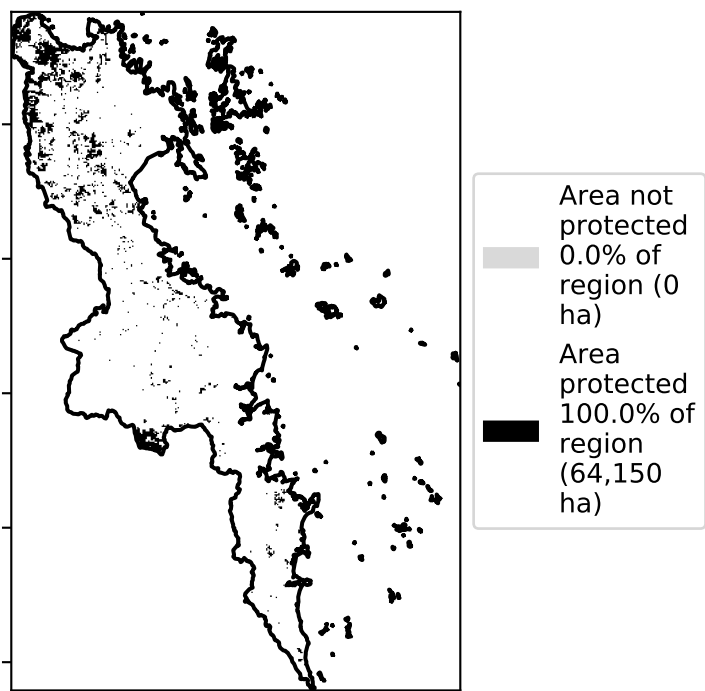 Area not
protected
0.0% of
region (0
ha)
Area
protected
100.0% of
region
(64,150
ha)